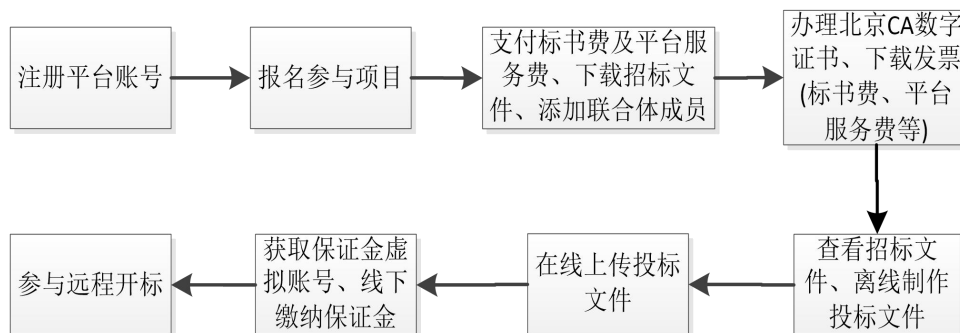 注册平台账号
报名参与项目
支付标书费及平台服
务费、下载招标文
件、添加联合体成员
办理北京CA数字
证书、下载发票
(标书费、平台
服务费等)
查看招标文
件、离线制作
投标文件
在线上传投标
文件
获取保证金虚
拟账号、线下
缴纳保证金
参与远程开标